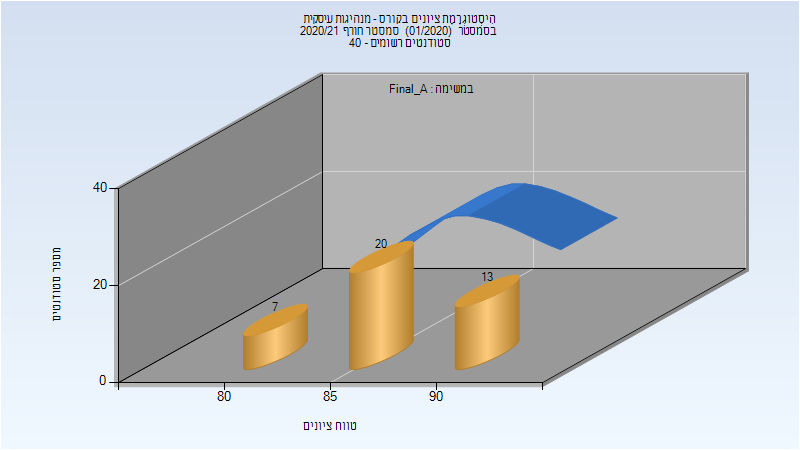 היסטוגרמת ציונים בקורס - מנהיגות עיסקית
בסמסטר (01/2020) סמסטר חורף 2020/21
סטודנטים רשומים - 40
במשימה : Final_A
40
20
0
מספר סטודנטים
7
20
13
80
85
90
טווח ציונים